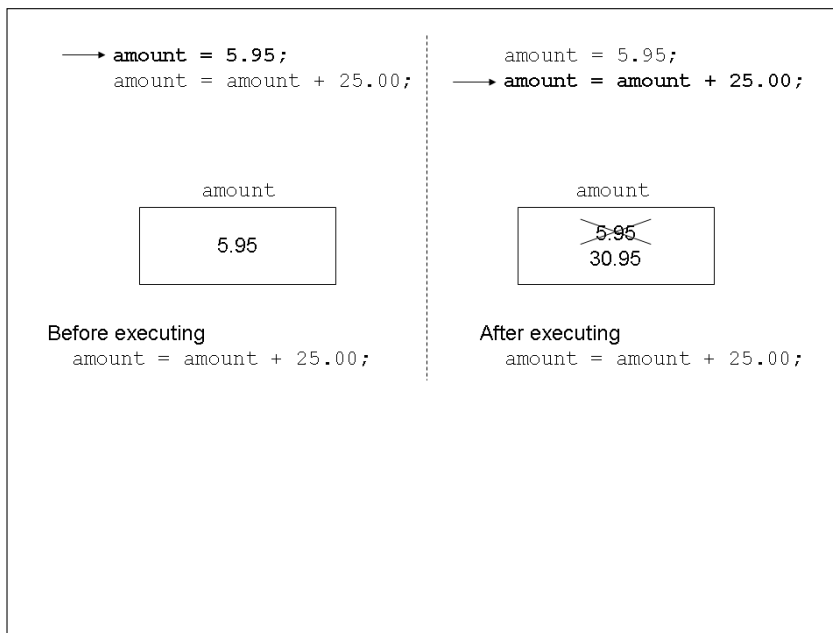 amount = 5.95;
amount = amount + 25.00;
amount
5.95
Before executing
amount = amount + 25.00;
amount = 5.95;
amount = amount + 25.00;
amount
5.95
30.95
After executing
amount = amount + 25.00;